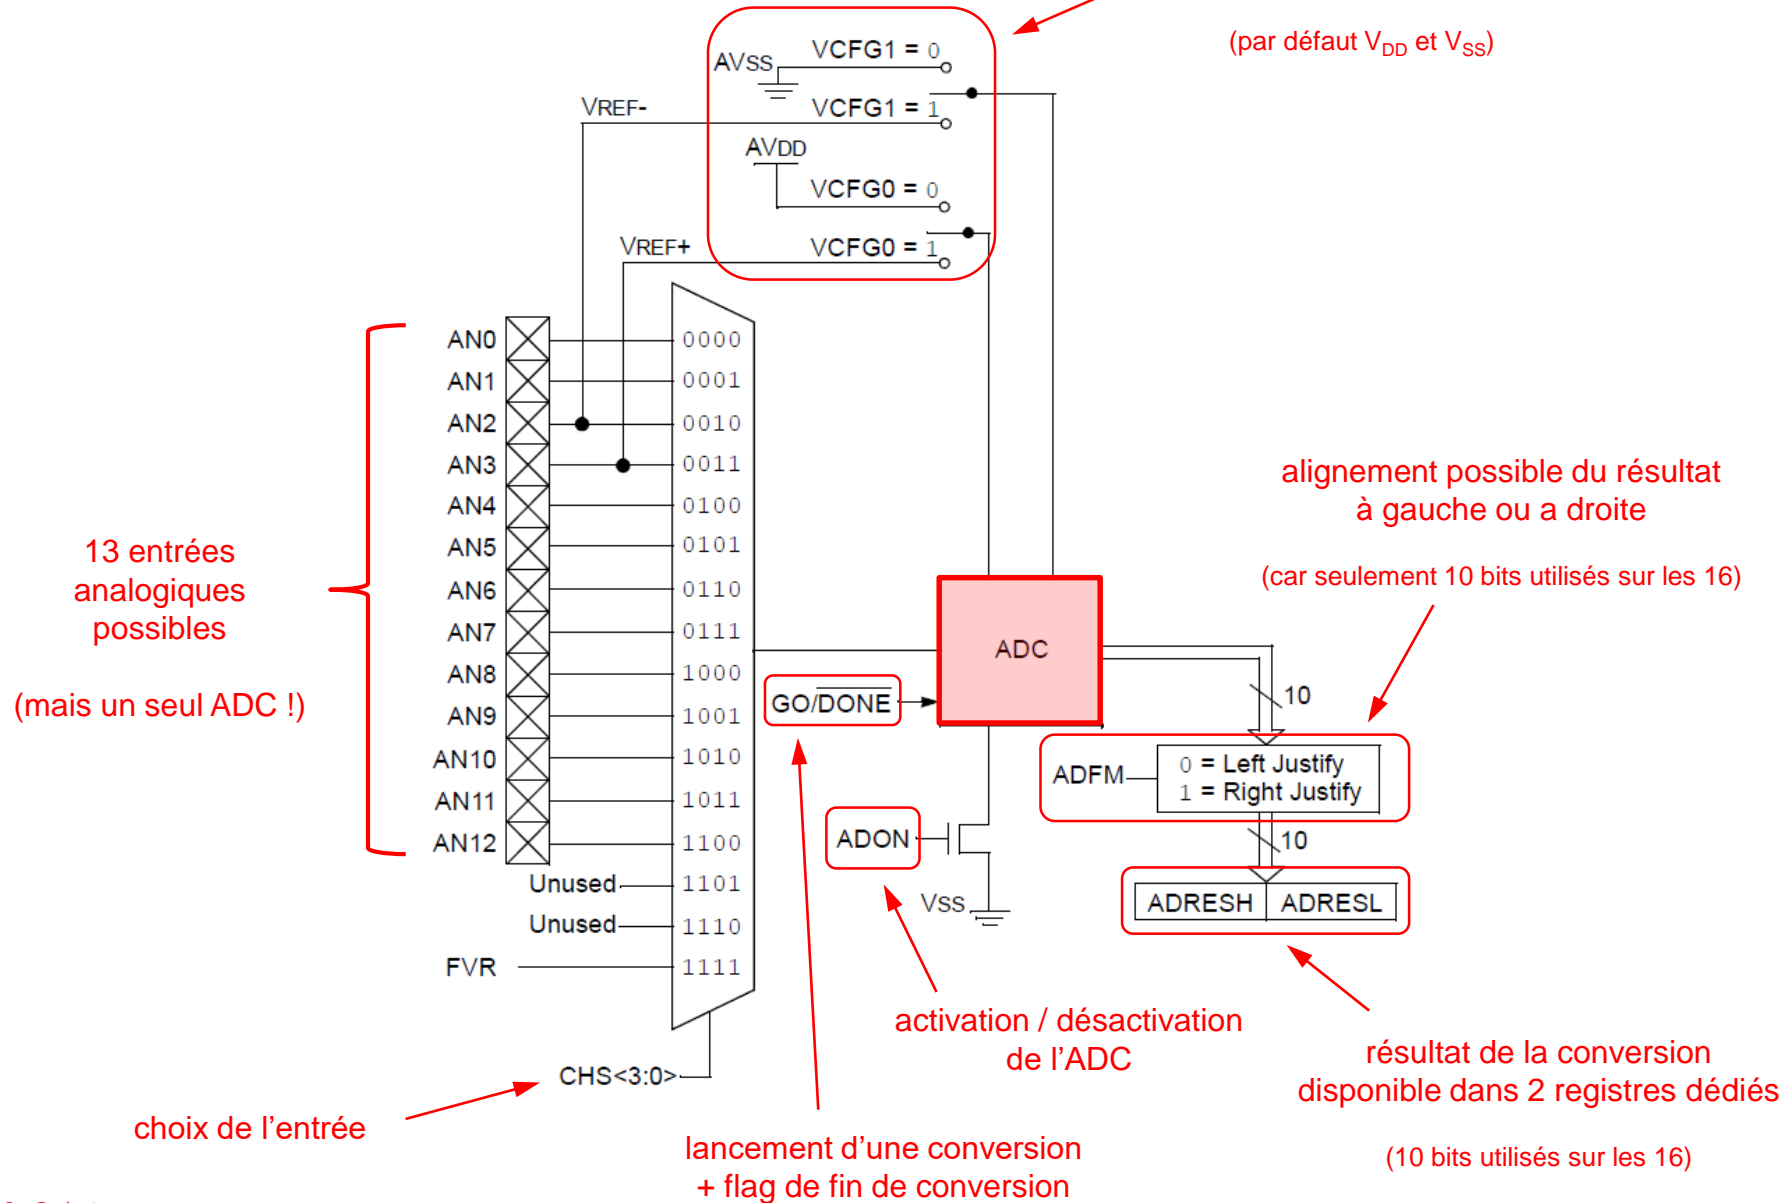 (par défaut VDD et VSS)
AVSS
VCFG1 = 0
VREF-
VCFG1 = 1
AVDD
VCFG0 = 0
VREF+
VCFG0 = 1
AN0 0000
AN1 0001
AN2 0010
AN3 0011
AN4 0100
AN5 0101
AN6 0110
AN7 0111
AN8 1000
AN9 1001
AN10 1010
AN11 1011
AN12 1100
Unused 1101
Unused 1110
FVR 1111
CHS<3:0>
13 entrées
analogiques
possibles
(mais un seul ADC !)
choix de l'entrée
ADC
GO/DONE
ADON
VSS
alignement possible du résultat
à gauche ou a droite
(car seulement 10 bits utilisés sur les 16)
10
ADFM
0 = Left Justify
1 = Right Justify
10
ADRESH ADRESL
activation / désactivation
de l'ADC
lancement d'une conversion
+ flag de fin de conversion
résultat de la conversion
disponible dans 2 registres dédiés
(10 bits utilisés sur les 16)